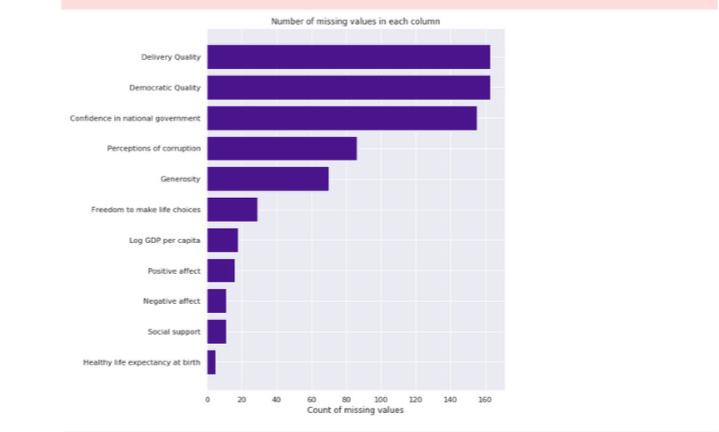 Number of missing values in each column
Delivery Quality
Democratic Quality
Confidence in national government
Perceptions of corruption
Generosity
Freedom to make life choices
Log GDP per capita
Positive affect
Negative affect
Social support
Healthy life expectancy at birth
0 20 40 60 80 100 120 140 160
Count of missing values